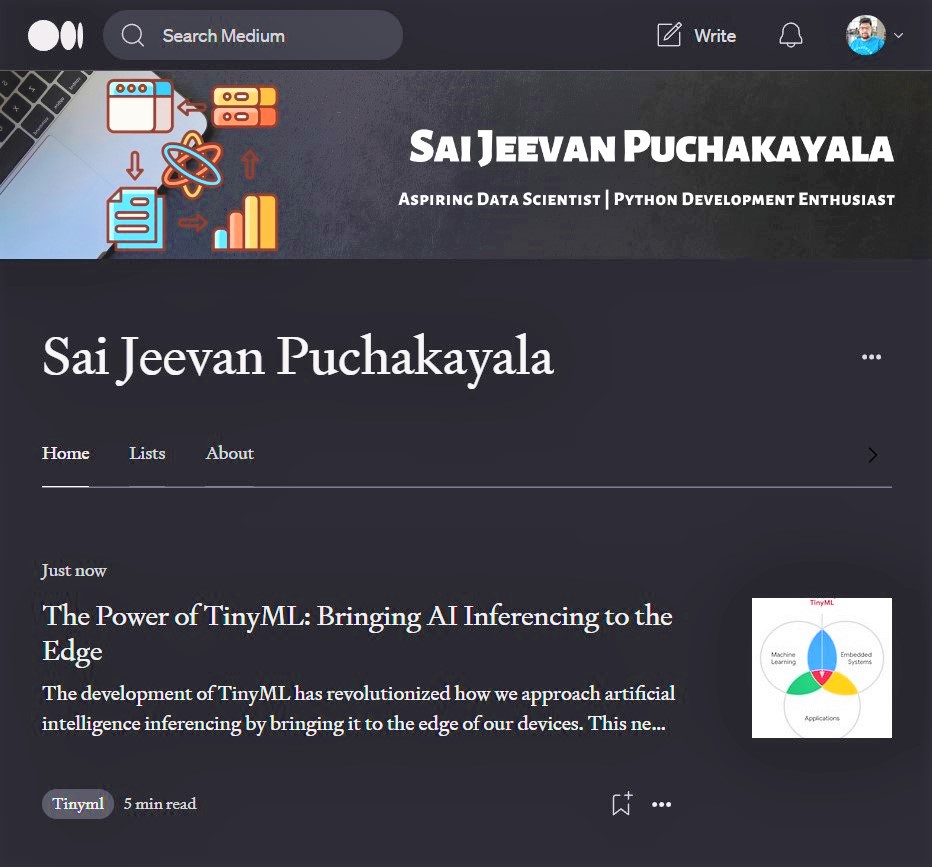 Search Medium
Write
Sai Jeevan Puchakayala
Aspiring Data Scientist | Python Development Enthusiast
Sai Jeevan Puchakayala
Home
Lists
About
Just now
The Power of TinyML: Bringing AI Inferencing to the
Edge
The development of TinyML has revolutionized how we approach artificial
intelligence inferencing by bringing it to the edge of our devices. This ne...
TinyML
Machine
Learning
Embedded
Systems
Applications
Tinyml
5 min read